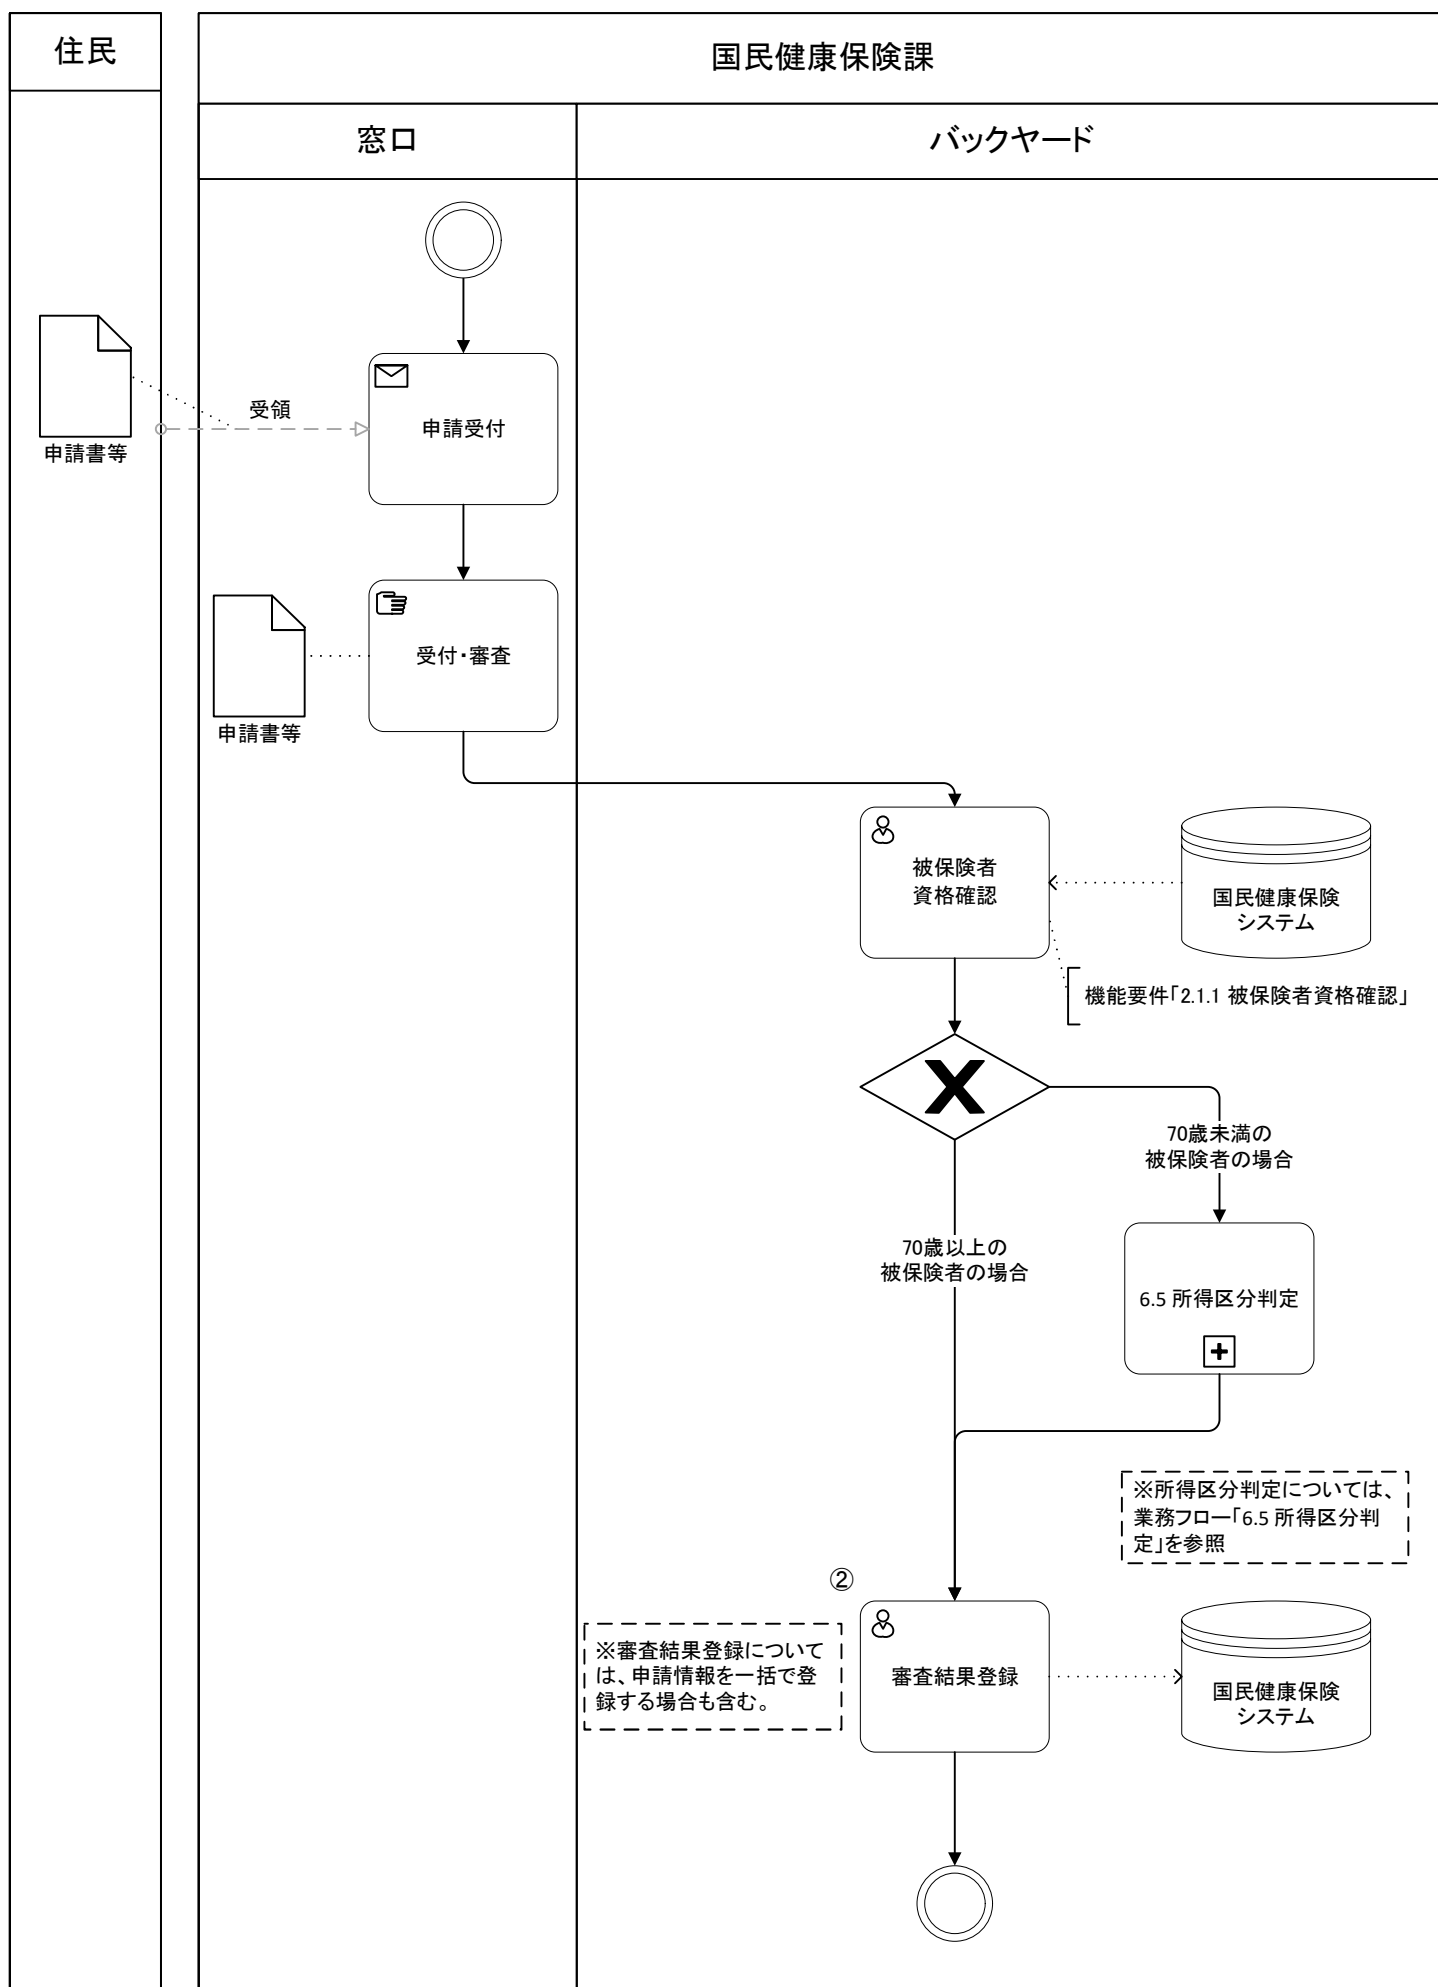 住民
国民健康保険課
窓口
バックヤード
受領
申請書等
申請受付
受付・審査
申請書等
被保険者
資格確認
国民健康保険
システム
機能要件「2.1.1 被保険者資格確認」
X
70歳未満の
被保険者の場合
70歳以上の
被保険者の場合
6.5 所得区分判定
※所得区分判定については、
業務フロー「6.5 所得区分判
定」を参照
②
※審査結果登録について
は、申請情報を一括で登
録する場合も含む。
審査結果登録
国民健康保険
システム